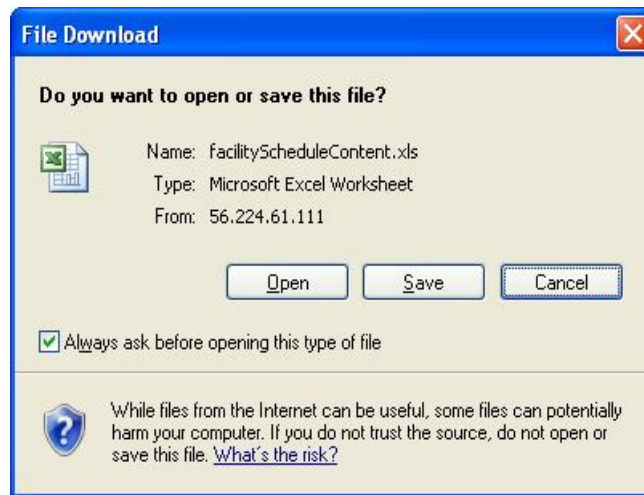 File Download
Do you want to open or save this file?
Name: facilityScheduleContent.xls
Type: Microsoft Excel Worksheet
From: 56.224.61.111
Open Save Cancel
Always ask before opening this type of file
While files from the Internet can be useful, some files can potentially
harm your computer. If you do not trust the source, do not open or
save this file. What's the risk?